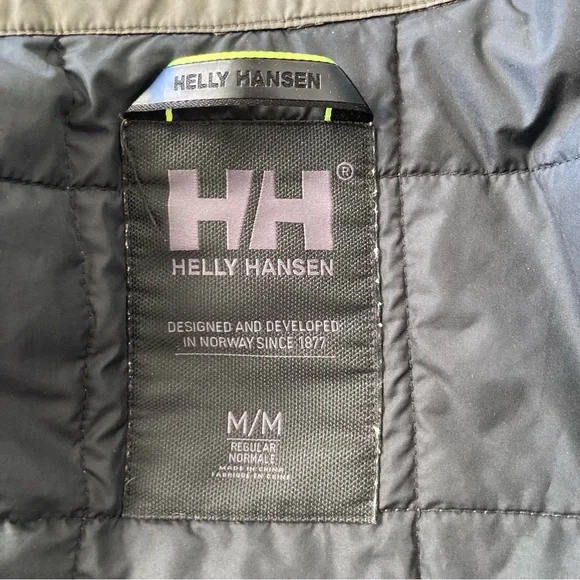 HELLY HANSEN
HH®
HELLY HANSEN
DESIGNED AND DEVELOPED
IN NORWAY SINCE 1877
M/M
REGULAR
NORMALE
MADE IN CHINA
FABRIQUE EN CHINE